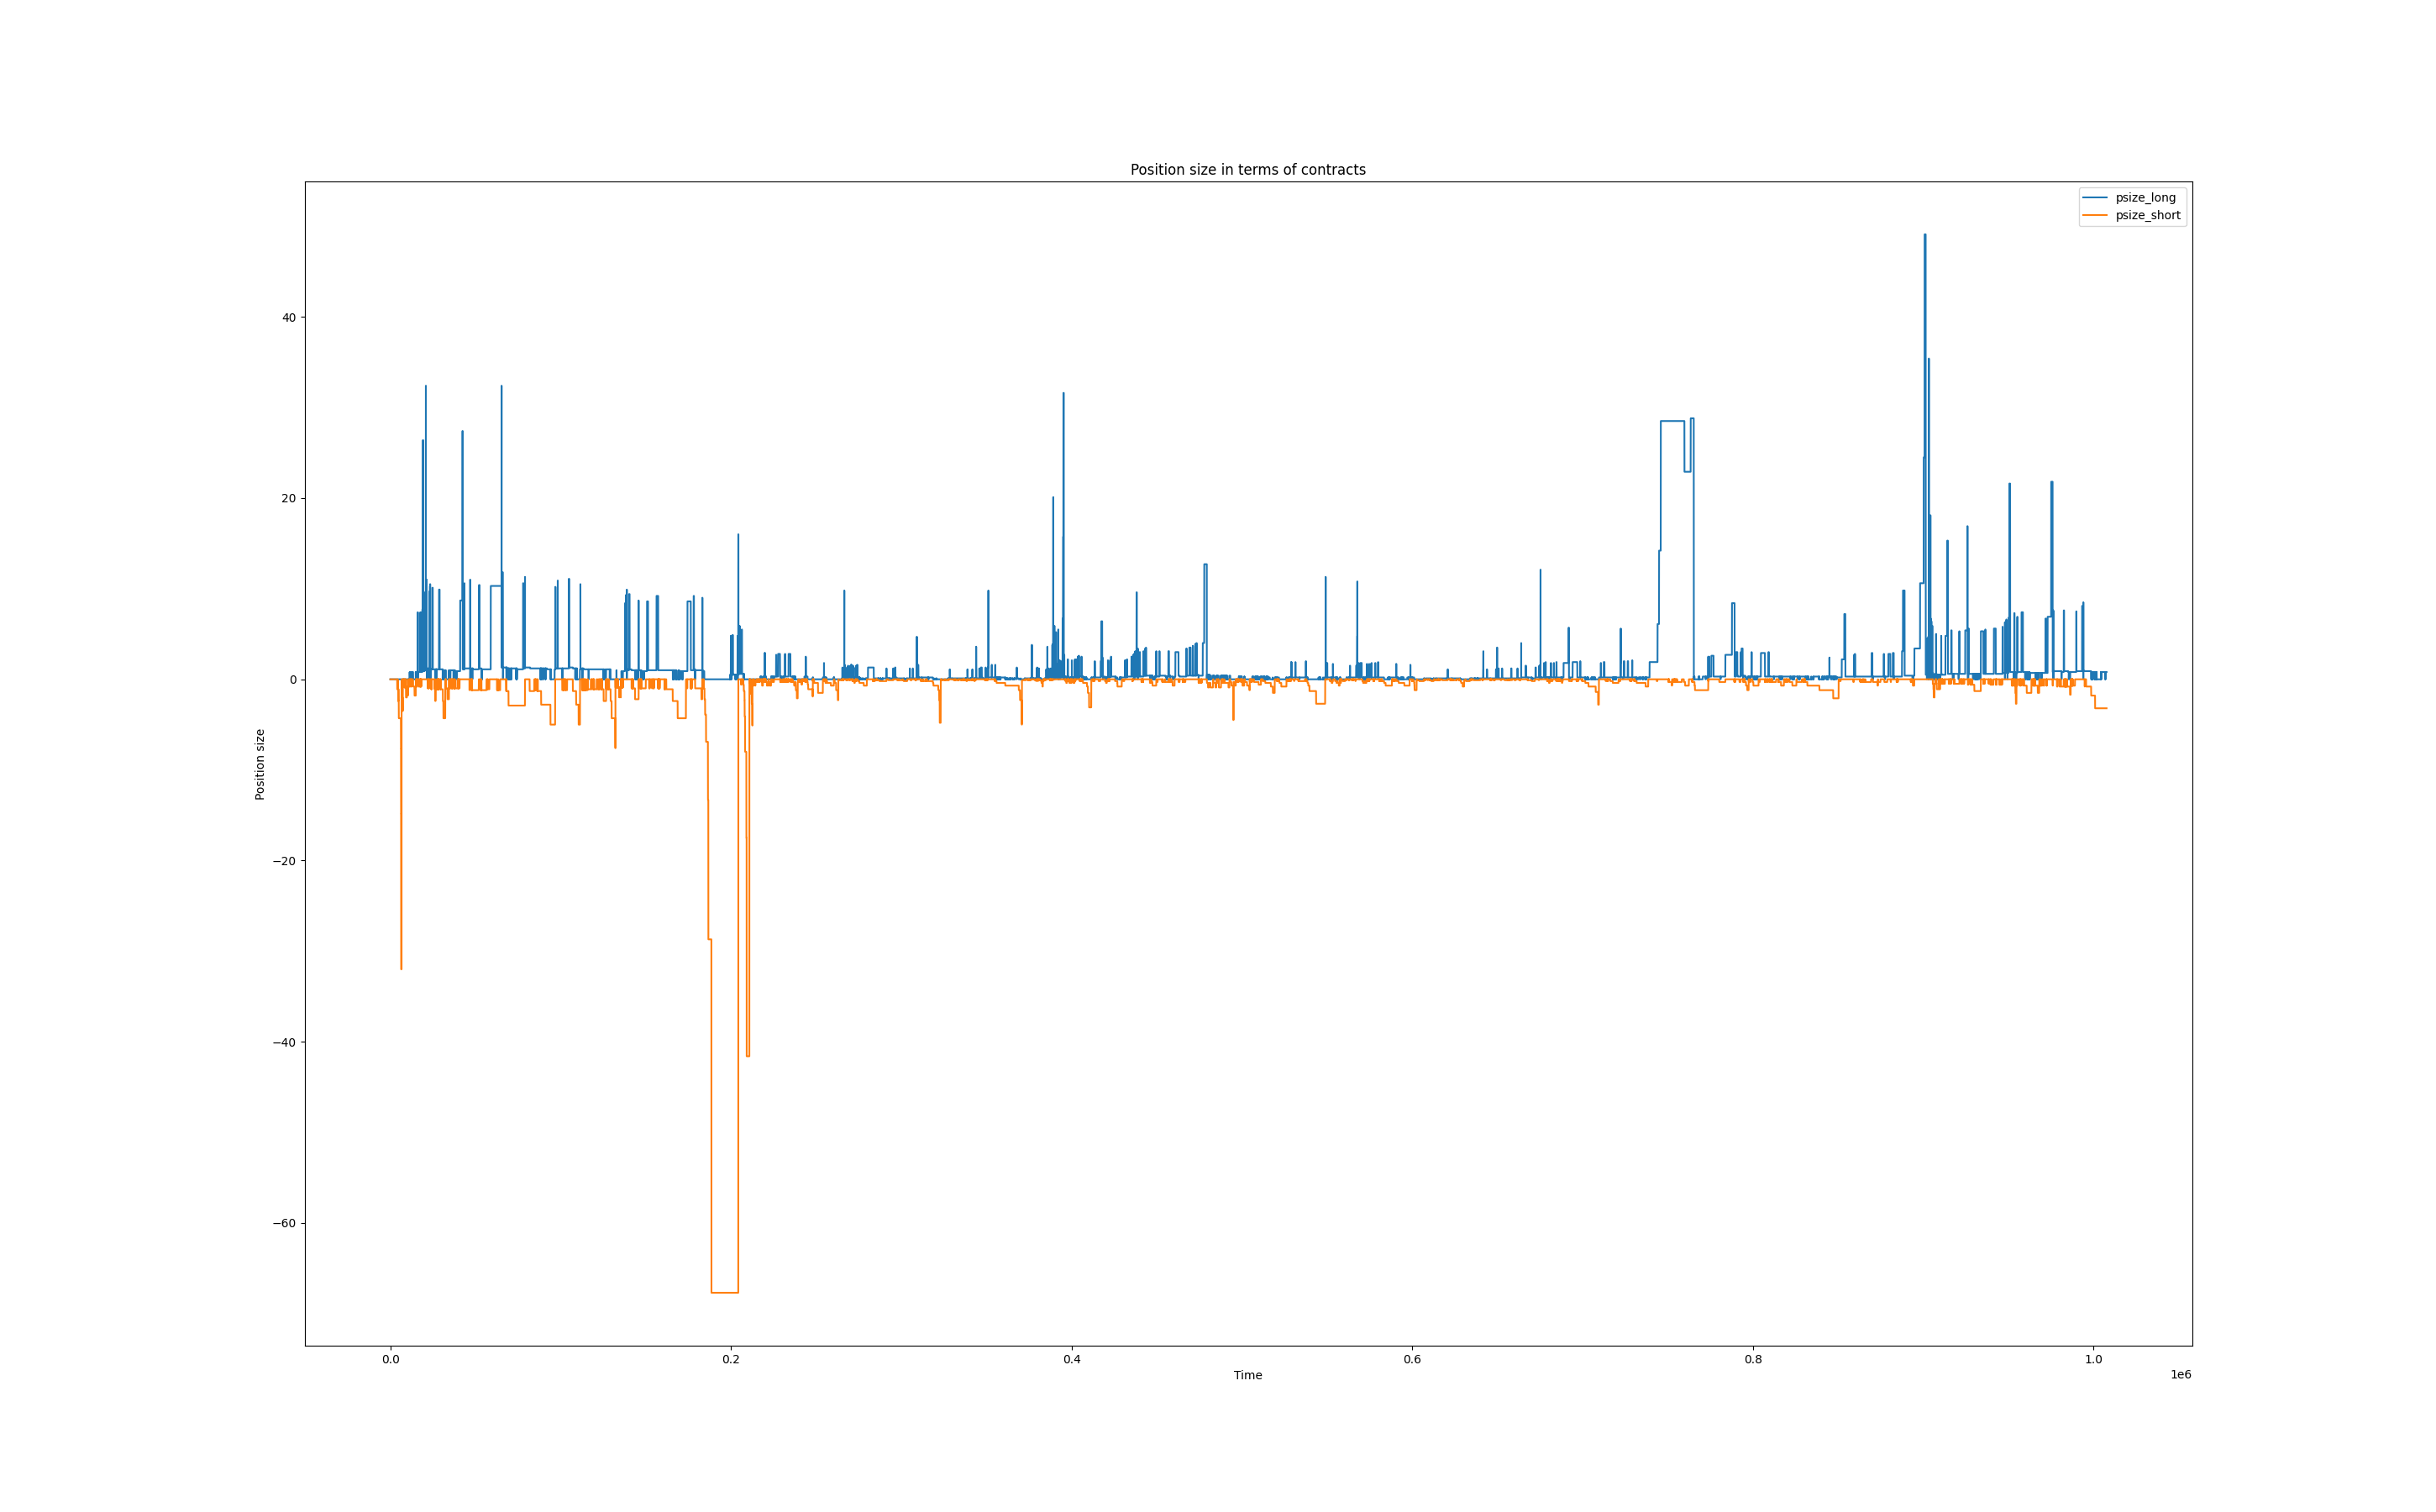 Position size in terms of contracts
psize_long
psize_short
Position size
40
20
0
−20
−40
−60
0.0
0.2
0.4
0.6
0.8
1.0
Time
1e6